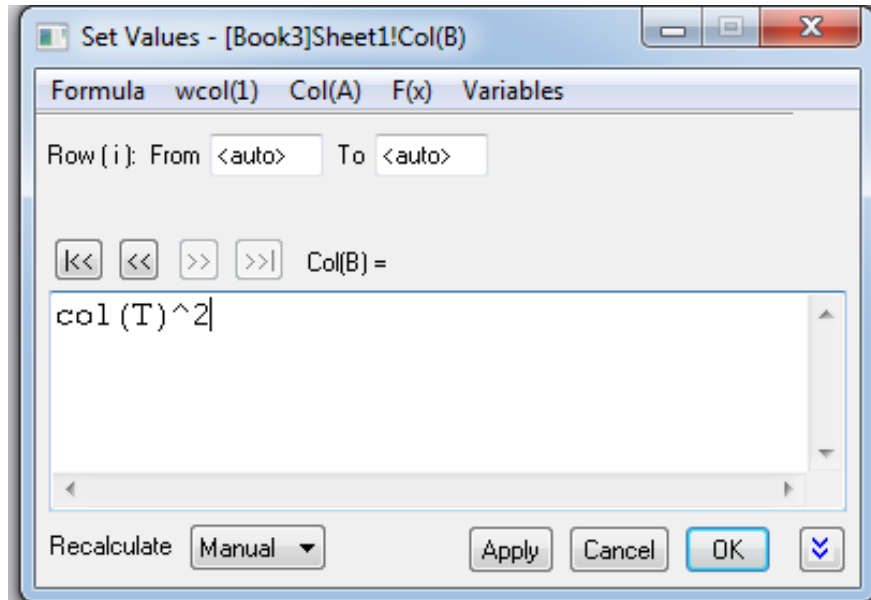 Set Values - [Book3]Sheet1!Col(B)
Formula wcol(1) Col(A) F(x) Variables
Row ( i ): From <auto> To <auto>
|<< << >> >>| Col(B) =
col(T)^2
Recalculate Manual Apply Cancel OK